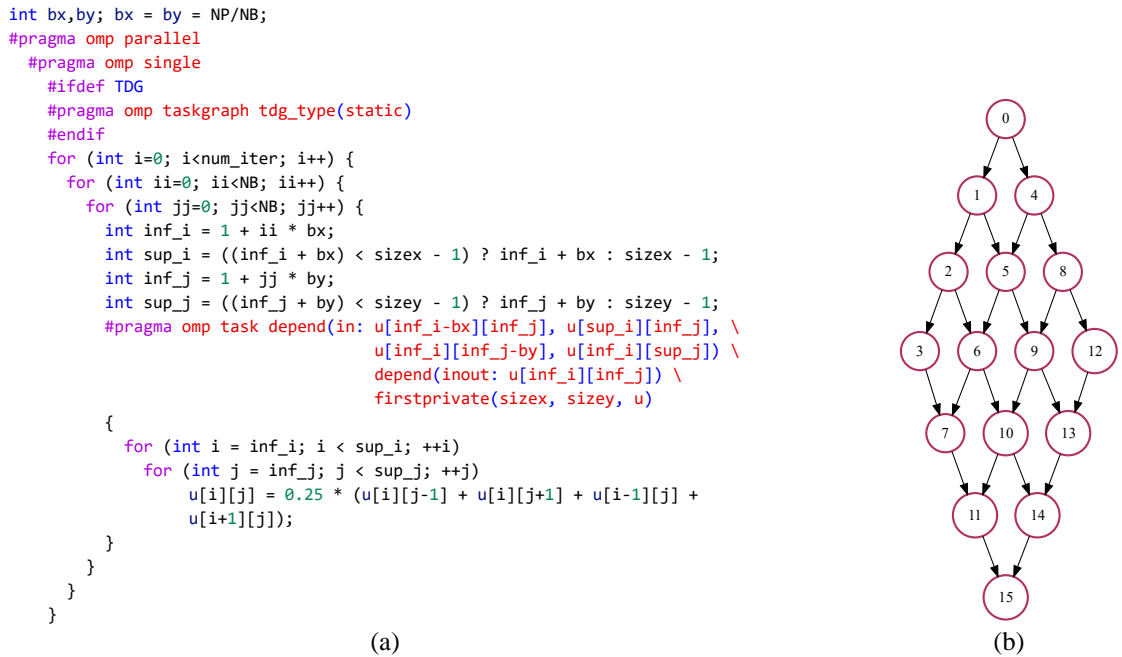 int bx,by; bx = by = NP/NB;
#pragma omp parallel
#pragma omp single
#ifdef TDG
#pragma omp taskgraph tdg_type(static)
#endif
for (int i=0; i<num_iter; i++) {
for (int ii=0; ii<NB; ii++) {
for (int jj=0; jj<NB; jj++) {
int inf_i = 1 + ii * bx;
int sup_i = ((inf_i + bx) < sizex - 1) ? inf_i + bx : sizex - 1;
int inf_j = 1 + jj * by;
int sup_j = ((inf_j + by) < sizey - 1) ? inf_j + by : sizey - 1;
#pragma omp task depend(in: u[inf_i-bx][inf_j], u[sup_i][inf_j], \
u[inf_i][inf_j-by], u[inf_i][sup_j]) \
depend(inout: u[inf_i][inf_j]) \
firstprivate(sizex, sizey, u)
{
for (int i = inf_i; i < sup_i; ++i)
for (int j = inf_j; j < sup_j; ++j)
u[i][j] = 0.25 * (u[i][j-1] + u[i][j+1] + u[i-1][j] +
u[i+1][j]);
}
}
}
}
(a)
0
1 4
2 5 8
3 6 9 12
7 10 13
11 14
15
(b)